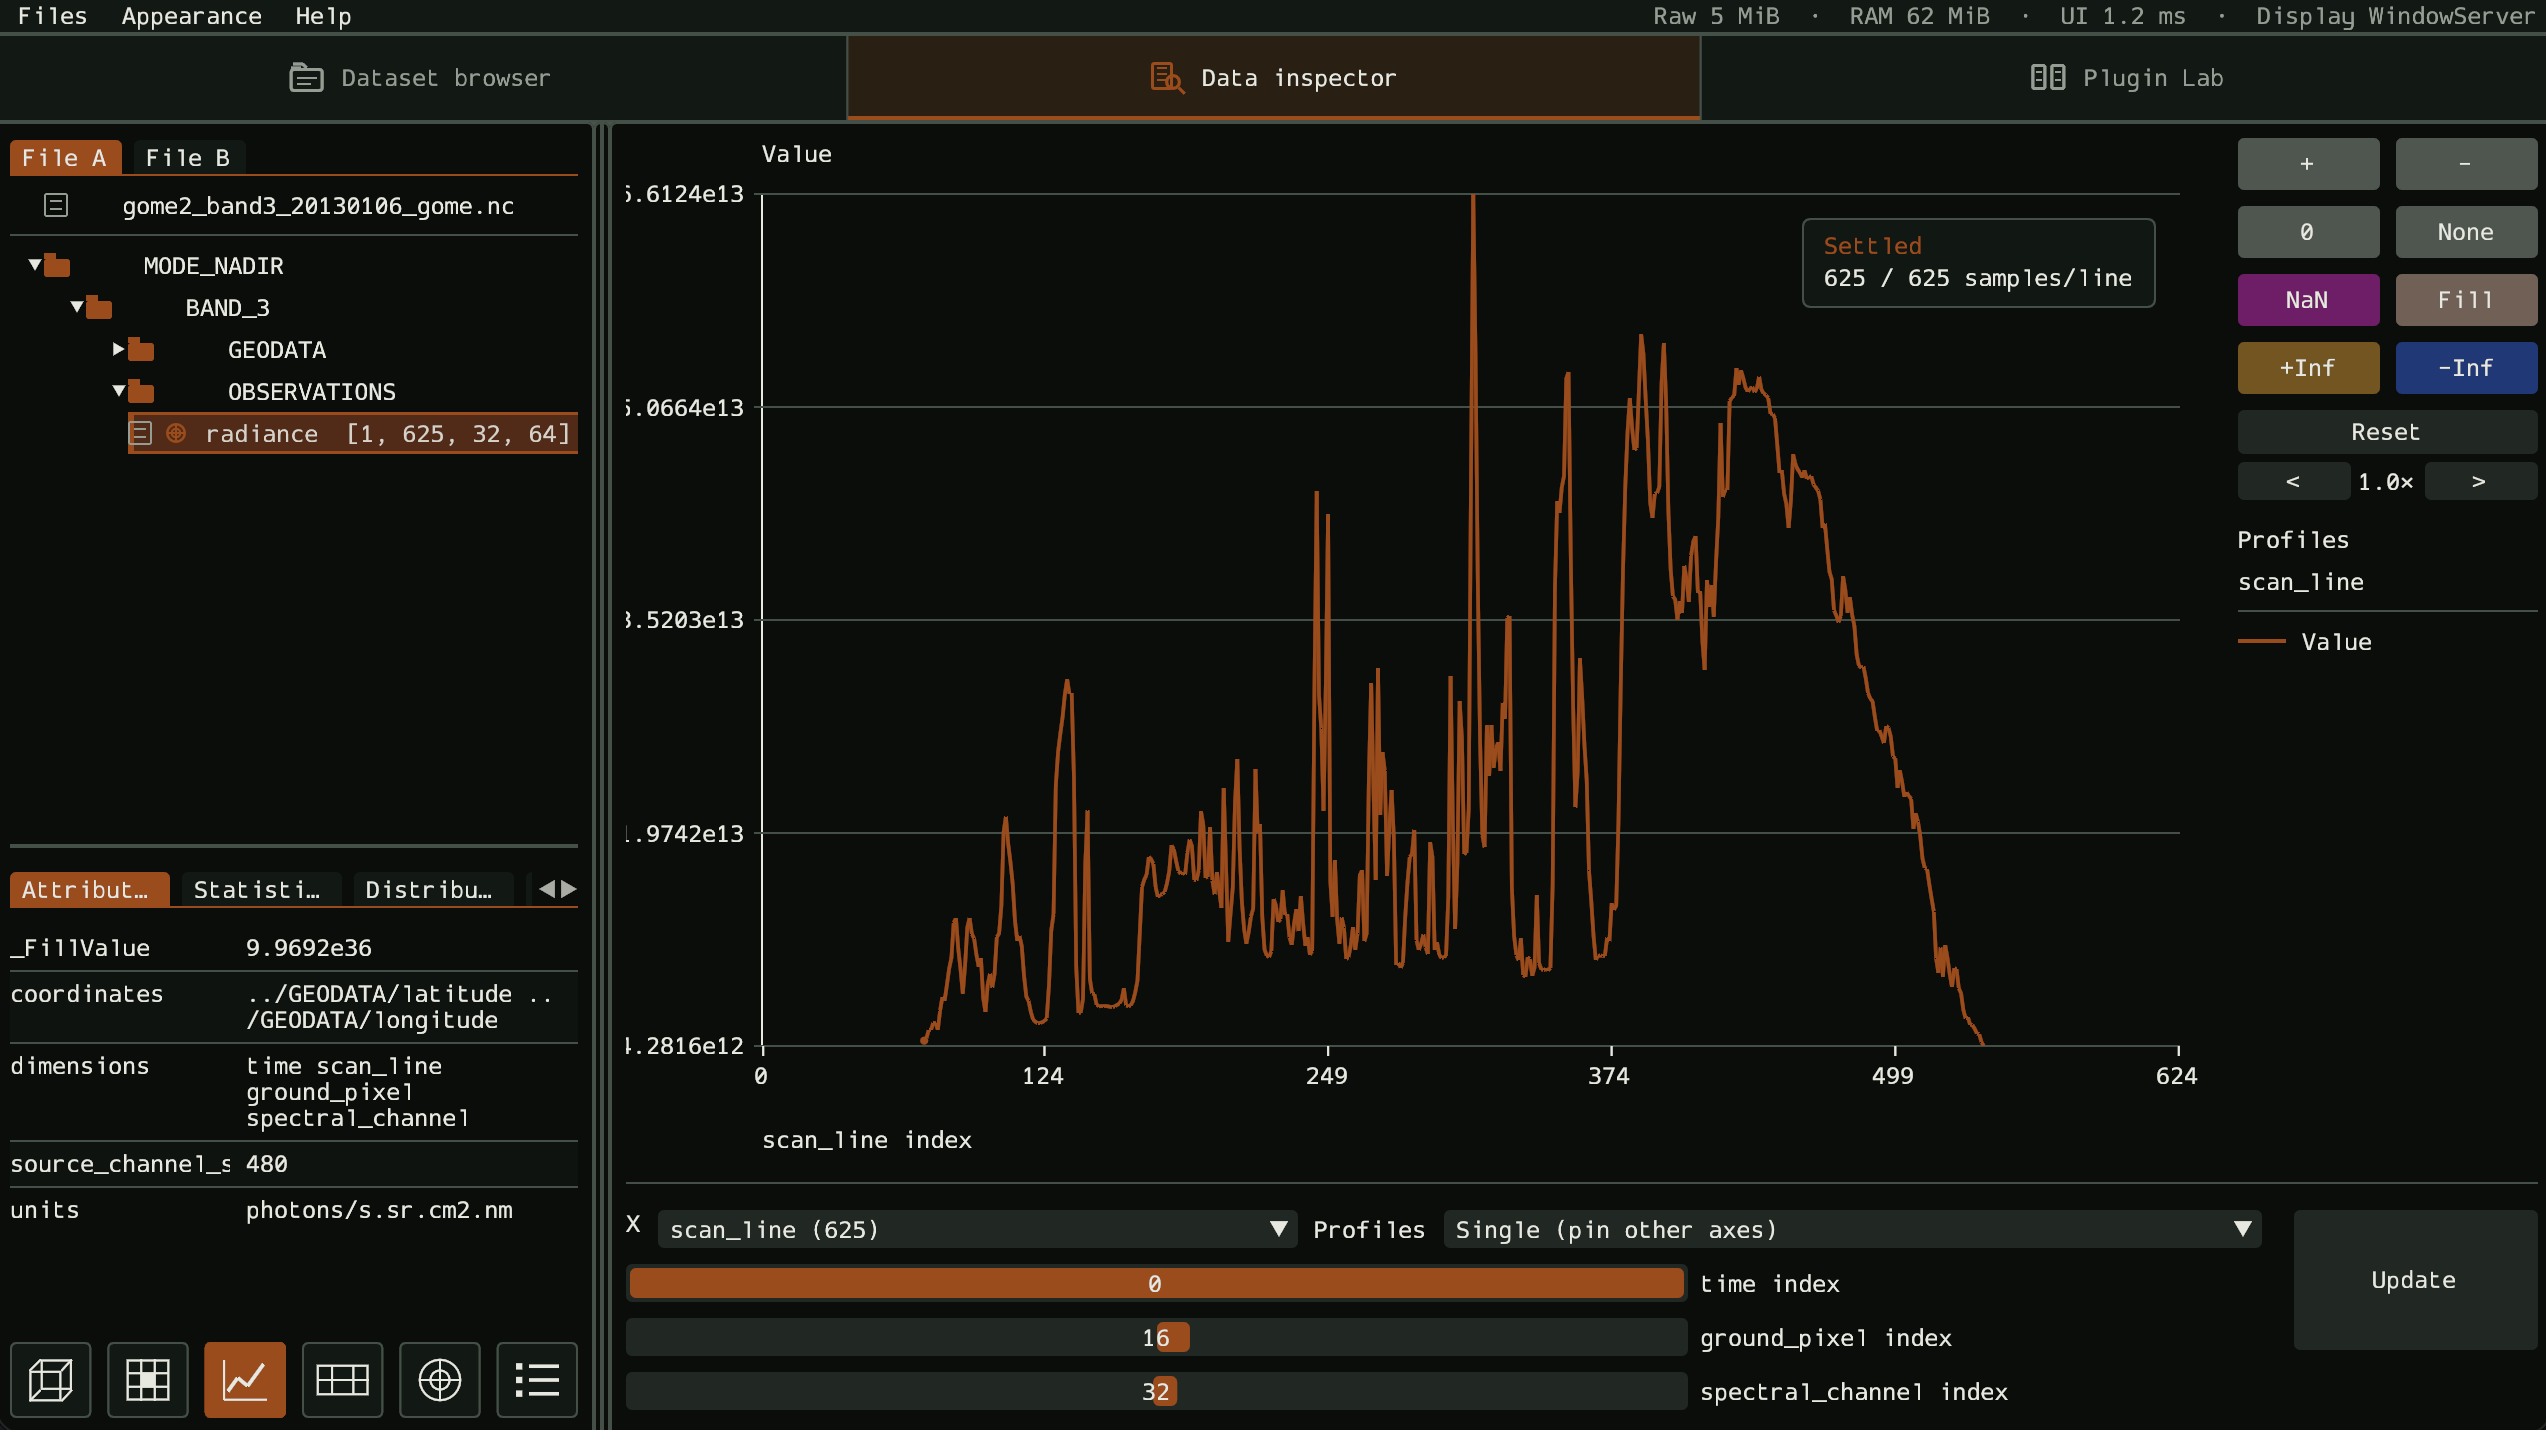 Files Appearance Help Raw 5 MiB · RAM 62 MiB · UI 1.2 ms · Display WindowServer
Dataset browser Data inspector Plugin Lab
File A File B
gome2_band3_20130106_gome.nc
MODE_NADIR
BAND_3
GEODATA
OBSERVATIONS
radiance [1, 625, 32, 64]
Attribut… Statisti… Distribu…
_FillValue 9.9692e36
coordinates ../GEODATA/latitude ..
/GEODATA/longitude
dimensions time scan_line
ground_pixel
spectral_channel
source_channel_s 480
units photons/s.sr.cm2.nm
Value
.6124e13
.0664e13
.5203e13
.9742e13
.2816e12
Settled
625 / 625 samples/line
0 124 249 374 499 624
scan_line index
+ -
0 None
NaN Fill
+Inf -Inf
Reset
< 1.0× >
Profiles
scan_line
Value
X scan_line (625) Profiles Single (pin other axes)
0 time index
16 ground_pixel index
32 spectral_channel index
Update